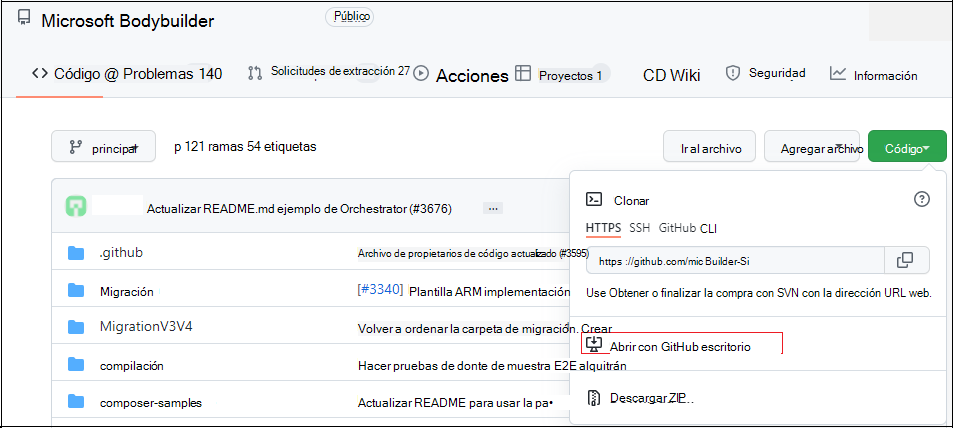 Microsoft Bodybuilder Público
Código @ Problemas 140 Solicitudes de extracción 27 Acciones Proyectos 1 CD Wiki Seguridad Información
principal p 121 ramas 54 etiquetas Ir al archivo Agregar archivo Código
Actualizar README.md ejemplo de Orchestrator (#3676) ...
.github Archivo de propietarios de código actualizado (#3595)
Migración [#3340] Plantilla ARM implementación
MigrationV3V4 Volver a ordenar la carpeta de migración. Crear
compilación Hacer pruebas de donte de muestra E2E alquitrán
composer-samples Actualizar README para usar la pa•
Clonar
HTTPS SSH GitHub CLI
https ://github.com/mic Builder-Si
Use Obtener o finalizar la compra con SVN con la dirección URL web.
Abrir con GitHub escritorio
Descargar ZIP...